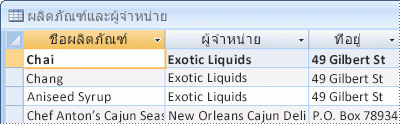 ผลิตภัณฑ์และผู้จำหน่าย
ชื่อผลิตภัณฑ์ ผู้จำหน่าย ที่อยู่
Chai Exotic Liquids 49 Gilbert St
Chang Exotic Liquids 49 Gilbert St
Aniseed Syrup Exotic Liquids 49 Gilbert St
Chef Anton's Cajun Seas New Orleans Cajun Deli P.O. Box 78934